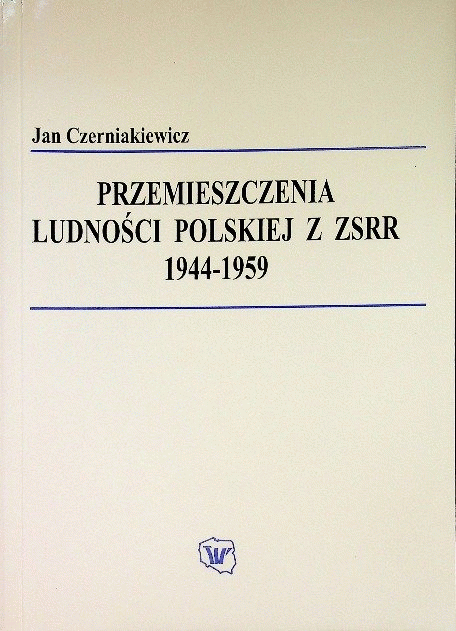 Jan Czerniakiewicz
PRZEMIESZCZENIA
LUDNOŚCI POLSKIEJ Z ZSRR
1944-1959
W